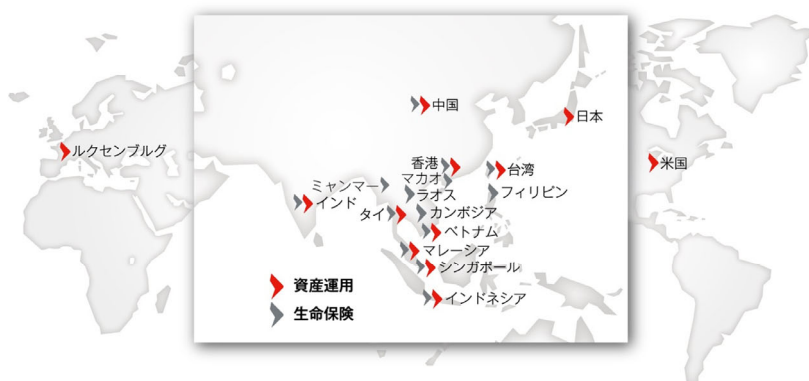 中国
日本
ルクセンブルグ
香港
台湾
米国
マカオ
ミャンマー
ラオス
フィリピン
インド
タイ
カンボジア
ベトナム
マレーシア
シンガポール
資産運用
インドネシア
生命保険